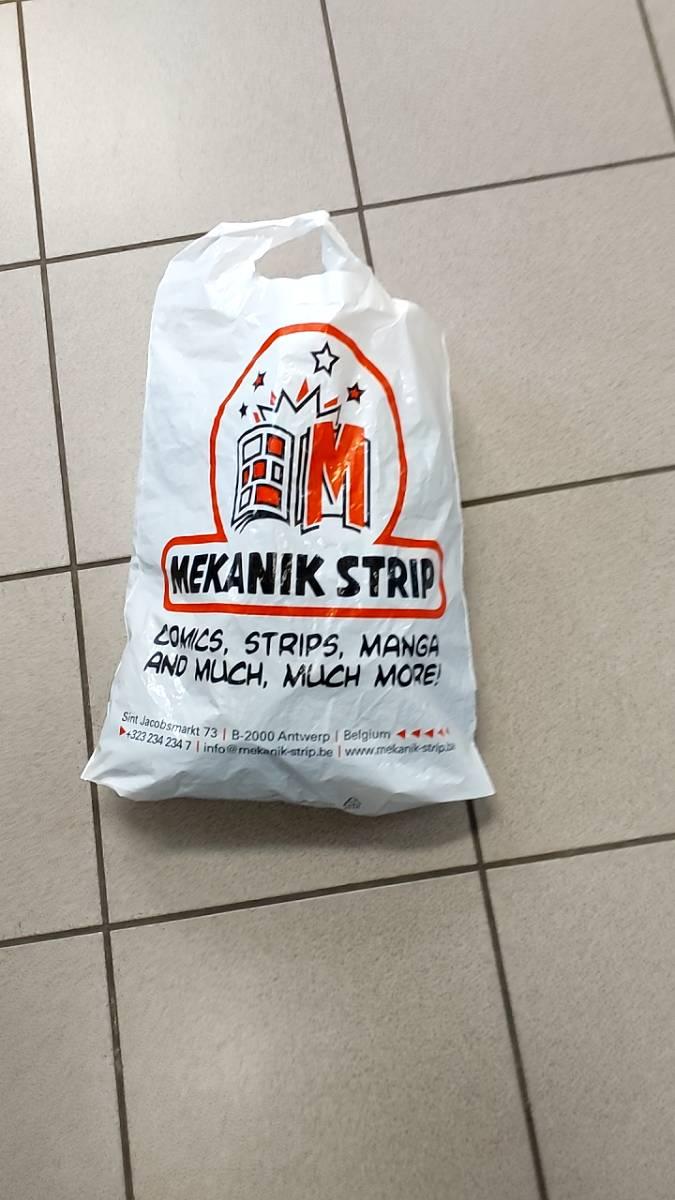 M
MEKANIK STRIP
COMICS, STRIPS, MANGA
AND MUCH, MUCH MORE!
Sint Jacobsmarkt 73 | B-2000 Antwerp | Belgium
+323 234 234 7 | info@mekanik-strip.be | www.mekanik-strip.be